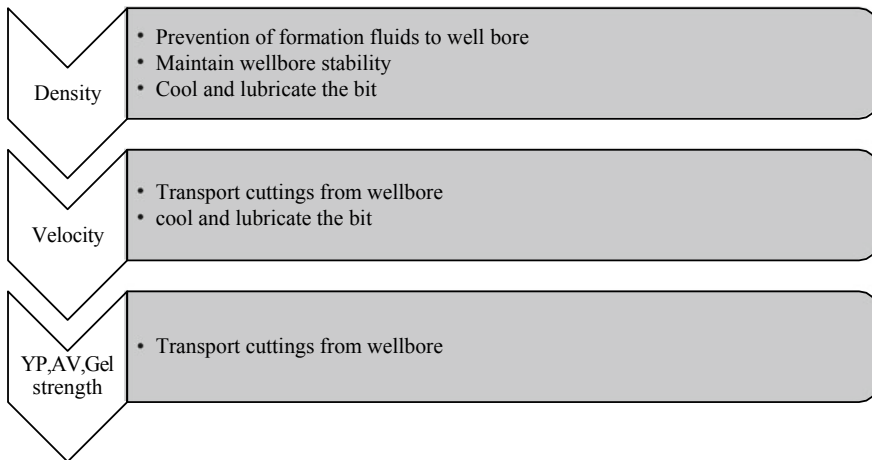 Density
• Prevention of formation fluids to well bore
• Maintain wellbore stability
• Cool and lubricate the bit
Velocity
• Transport cuttings from wellbore
• cool and lubricate the bit
YP,AV,Gel
strength
• Transport cuttings from wellbore